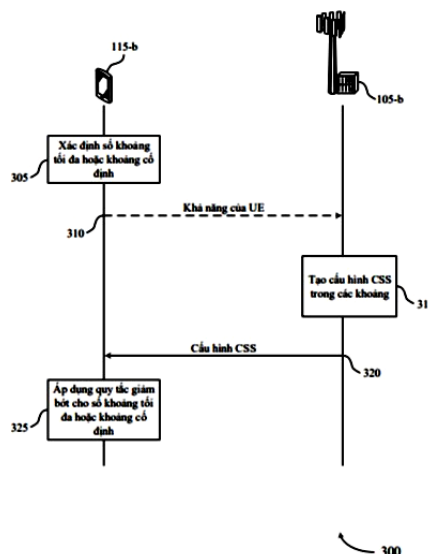 115-b
105-b
Xác định số khoảng
tối đa hoặc khoảng cố
định
305
Khả năng của UE
310
Tạo cấu hình CSS
trong các khoảng
31
Cấu hình CSS
320
Áp dụng quy tắc giảm
bớt cho số khoảng tối
đa hoặc khoảng cố
định
325
300